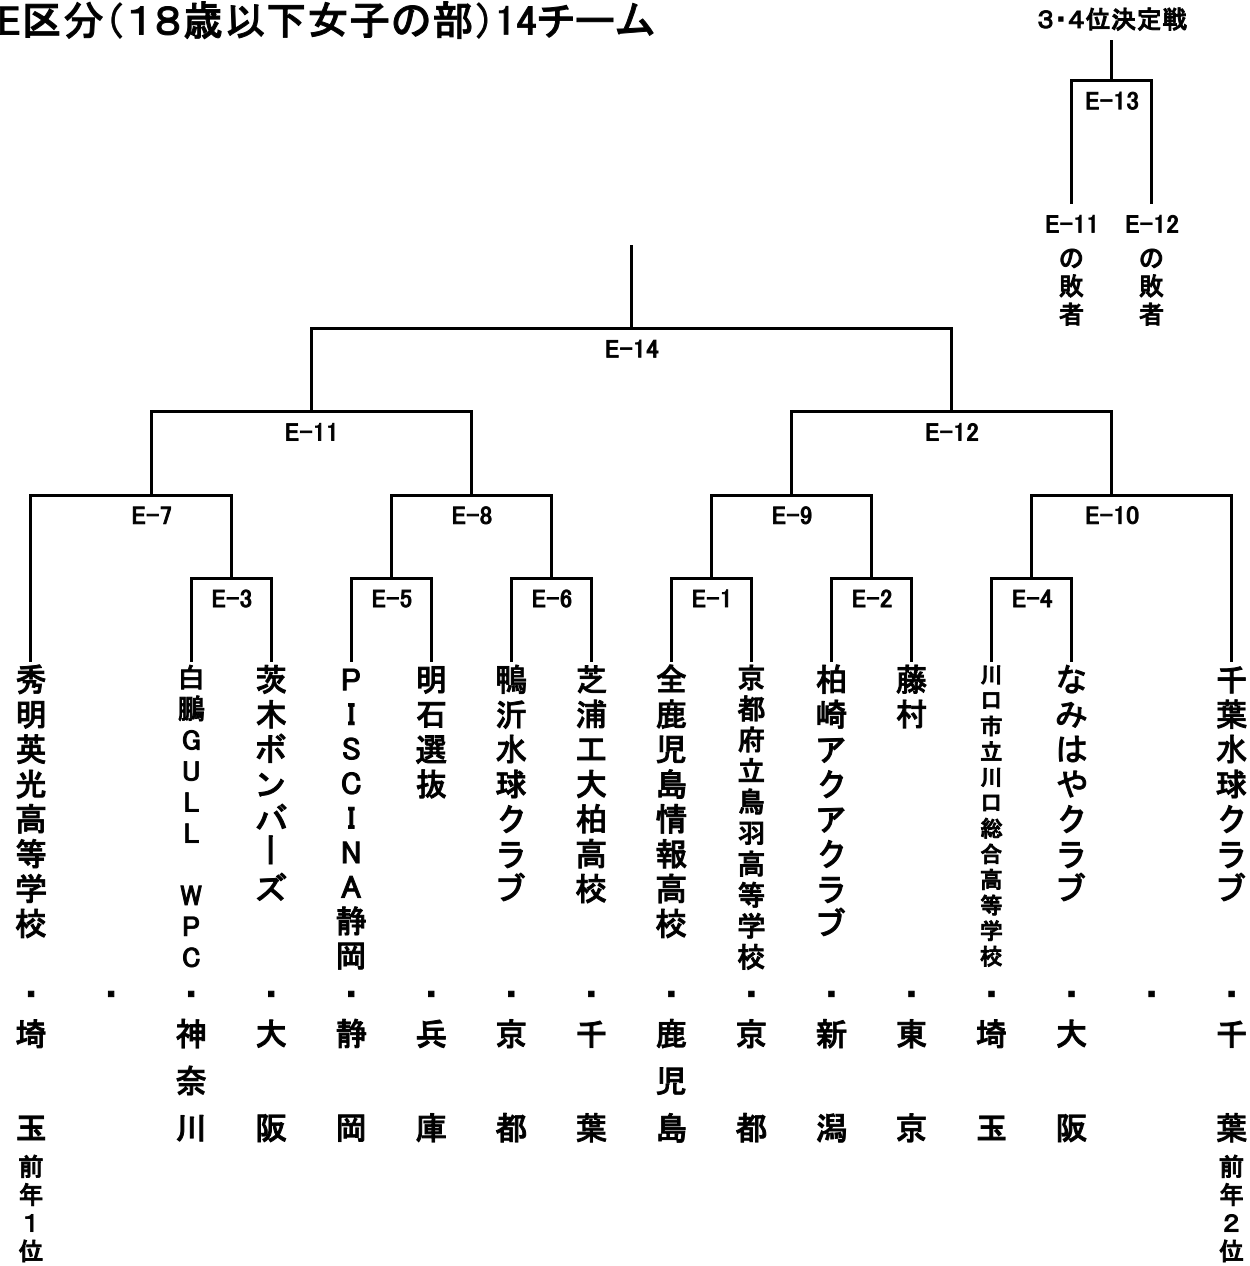 E区分（１８歳以下女子の部）14チーム
３・４位決定戦
E-13
E-11の敗者
E-12の敗者
E-14
E-11
E-12
E-7
E-8
E-9
E-10
E-3
E-5
E-6
E-1
E-2
E-4
秀明英光高等学校・埼玉前年１位
・
白鵬ＧＵＬＬ　ＷＰＣ・神奈川
茨木ボンバーズ・大阪
ＰＩＳＣＩＮＡ静岡・静岡
明石選抜・兵庫
鴨沂水球クラブ・京都
芝浦工大柏高校・千葉
全鹿児島情報高校・鹿児島
京都府立鳥羽高等学校・京都
柏崎アクアクラブ・新潟
藤村・東京
川口市立川口総合高等学校・埼玉
なみはやクラブ・大阪
・
千葉水球クラブ・千葉前年２位